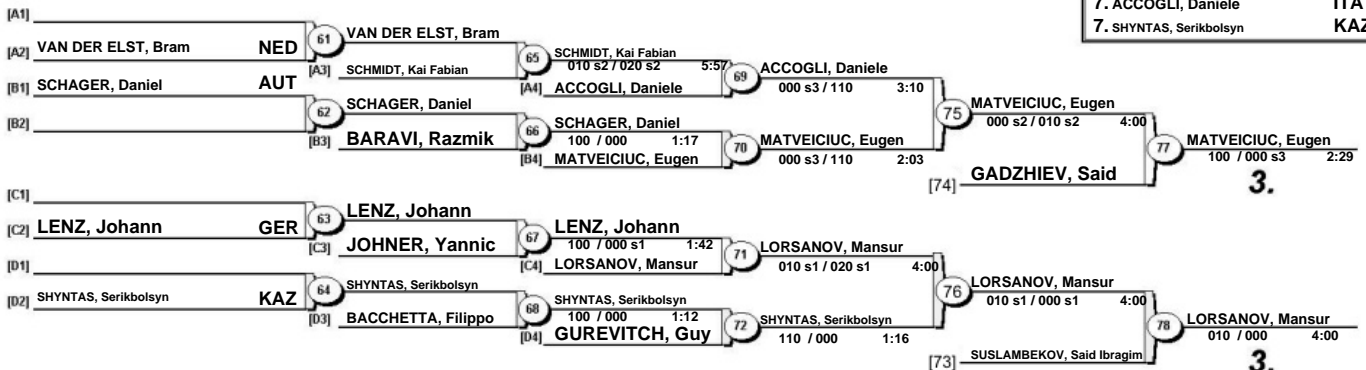 7. ACCOGLI, Daniele ITA
7. SHYNTAS, Serikbolsyn KAZ
[A1]
[A2] VAN DER ELST, Bram NED
61 VAN DER ELST, Bram
[A3] SCHMIDT, Kai Fabian
65 SCHMIDT, Kai Fabian
010 s2 / 020 s2 5:57
[A4] ACCOGLI, Daniele
69 ACCOGLI, Daniele
000 s3 / 110 3:10
[B1] SCHAGER, Daniel AUT
[B2]
62 SCHAGER, Daniel
[B3] BARAVI, Razmik
66 SCHAGER, Daniel
100 / 000 1:17
[B4] MATVEICIUC, Eugen
70 MATVEICIUC, Eugen
000 s3 / 110 2:03
75 MATVEICIUC, Eugen
000 s2 / 010 s2 4:00
[74] GADZHIEV, Said
77 MATVEICIUC, Eugen
100 / 000 s3 2:29
3.
[C1]
[C2] LENZ, Johann GER
63 LENZ, Johann
[C3] JOHNER, Yannic
67 LENZ, Johann
100 / 000 s1 1:42
[C4] LORSANOV, Mansur
71 LORSANOV, Mansur
010 s1 / 020 s1 4:00
[D1]
[D2] SHYNTAS, Serikbolsyn KAZ
64 SHYNTAS, Serikbolsyn
[D3] BACCHETTA, Filippo
68 SHYNTAS, Serikbolsyn
100 / 000 1:12
[D4] GUREVITCH, Guy
72 SHYNTAS, Serikbolsyn
110 / 000 1:16
76 LORSANOV, Mansur
010 s1 / 000 s1 4:00
[73] SUSLAMBEKOV, Said Ibragim
78 LORSANOV, Mansur
010 / 000 4:00
3.